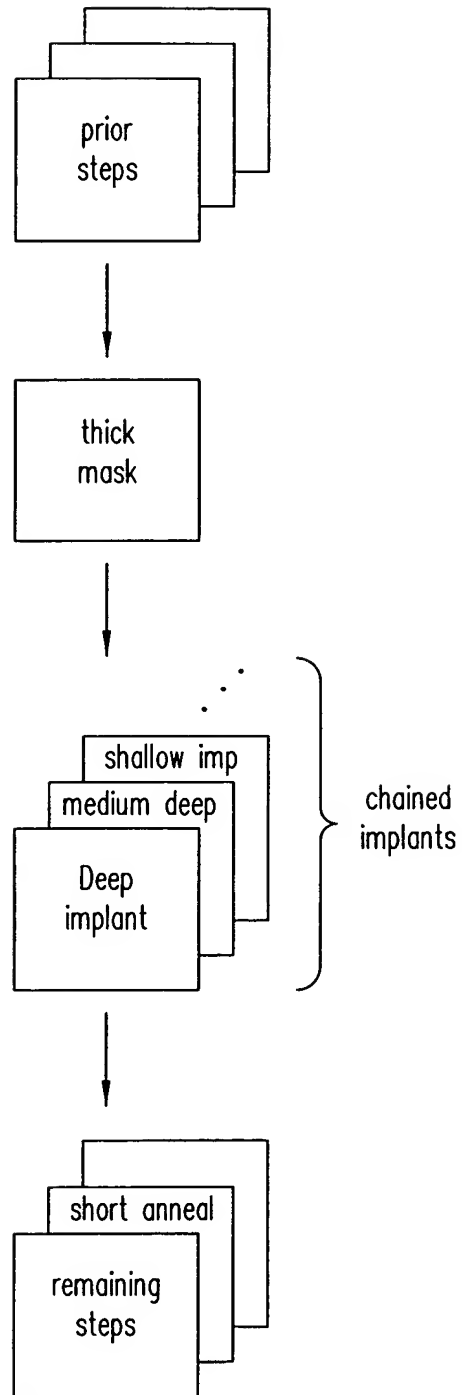 prior
steps
thick
mask
shallow imp
medium deep
Deep
implant
chained
implants
short anneal
remaining
steps